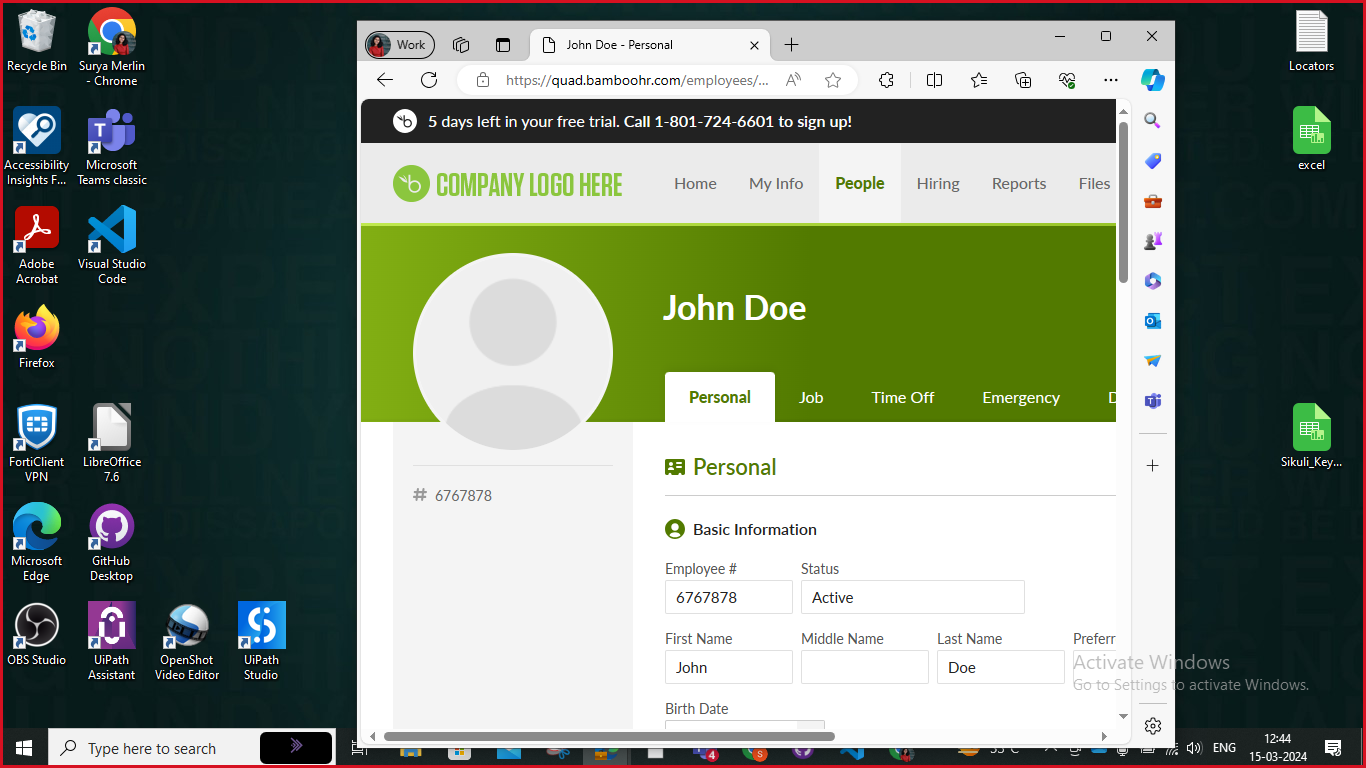 Recycle Bin
Surya Merlin
- Chrome
Accessibility
Insights F...
Microsoft
Teams classic
Adobe
Acrobat
Visual Studio
Code
Firefox
FortiClient
VPN
LibreOffice
7.6
Microsoft
Edge
GitHub
Desktop
OBS Studio
UiPath
Assistant
OpenShot
Video Editor
UiPath
Studio
Work
John Doe - Personal
https://quad.bamboohr.com/employees/...
5 days left in your free trial. Call 1-801-724-6601 to sign up!
COMPANY LOGO HERE
Home My Info People Hiring Reports Files
John Doe
Personal Job Time Off Emergency D
# 6767878
Personal
Basic Information
Employee # Status
6767878 Active
First Name Middle Name Last Name Preferr
John Doe
Birth Date
Locators
excel
Sikuli_Key...
Activate Windows
Go to Settings to activate Windows.
Type here to search
4
S
ENG
12:44
15-03-2024